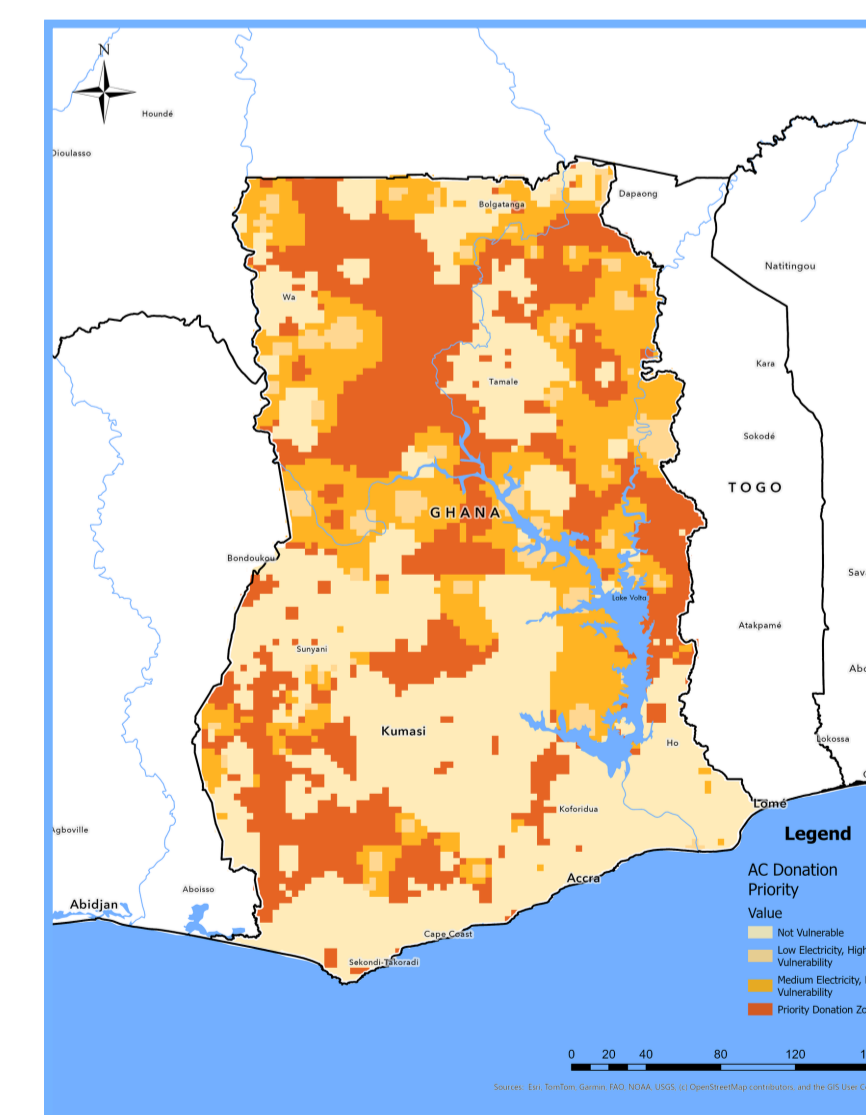 N
Houndé
Dioulasso
Dapaong
Bolgatanga
Natitingou
Wa
Kara
Tamale
Sokodé
TOGO
GHANA
Bondoukou
Sav
Lake Volta
Atakpamé
Sunyani
Abo
Kumasi
Ho
Lokossa
Koforidua
Lomé
Agboville
Legend
AC Donation
Priority
Value
Not Vulnerable
Low Electricity, High
Vulnerability
Medium Electricity,
Vulnerability
Priority Donation Zo
Accra
Aboisso
Abidjan
Cape Coast
Sekondi-Takoradi
0 20 40 80 120 1
Sources: Esri, TomTom, Garmin, FAO, NOAA, USGS, (c) OpenStreetMap contributors, and the GIS User C